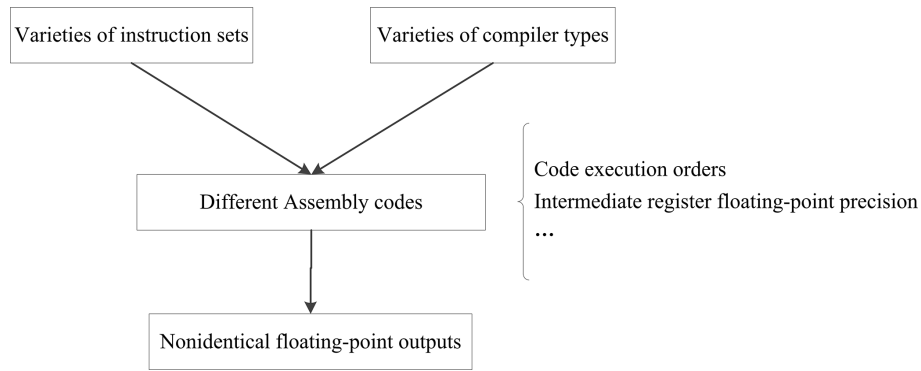 Varieties of instruction sets
Varieties of compiler types
Different Assembly codes
Code execution orders
Intermediate register floating-point precision
...
Nonidentical floating-point outputs